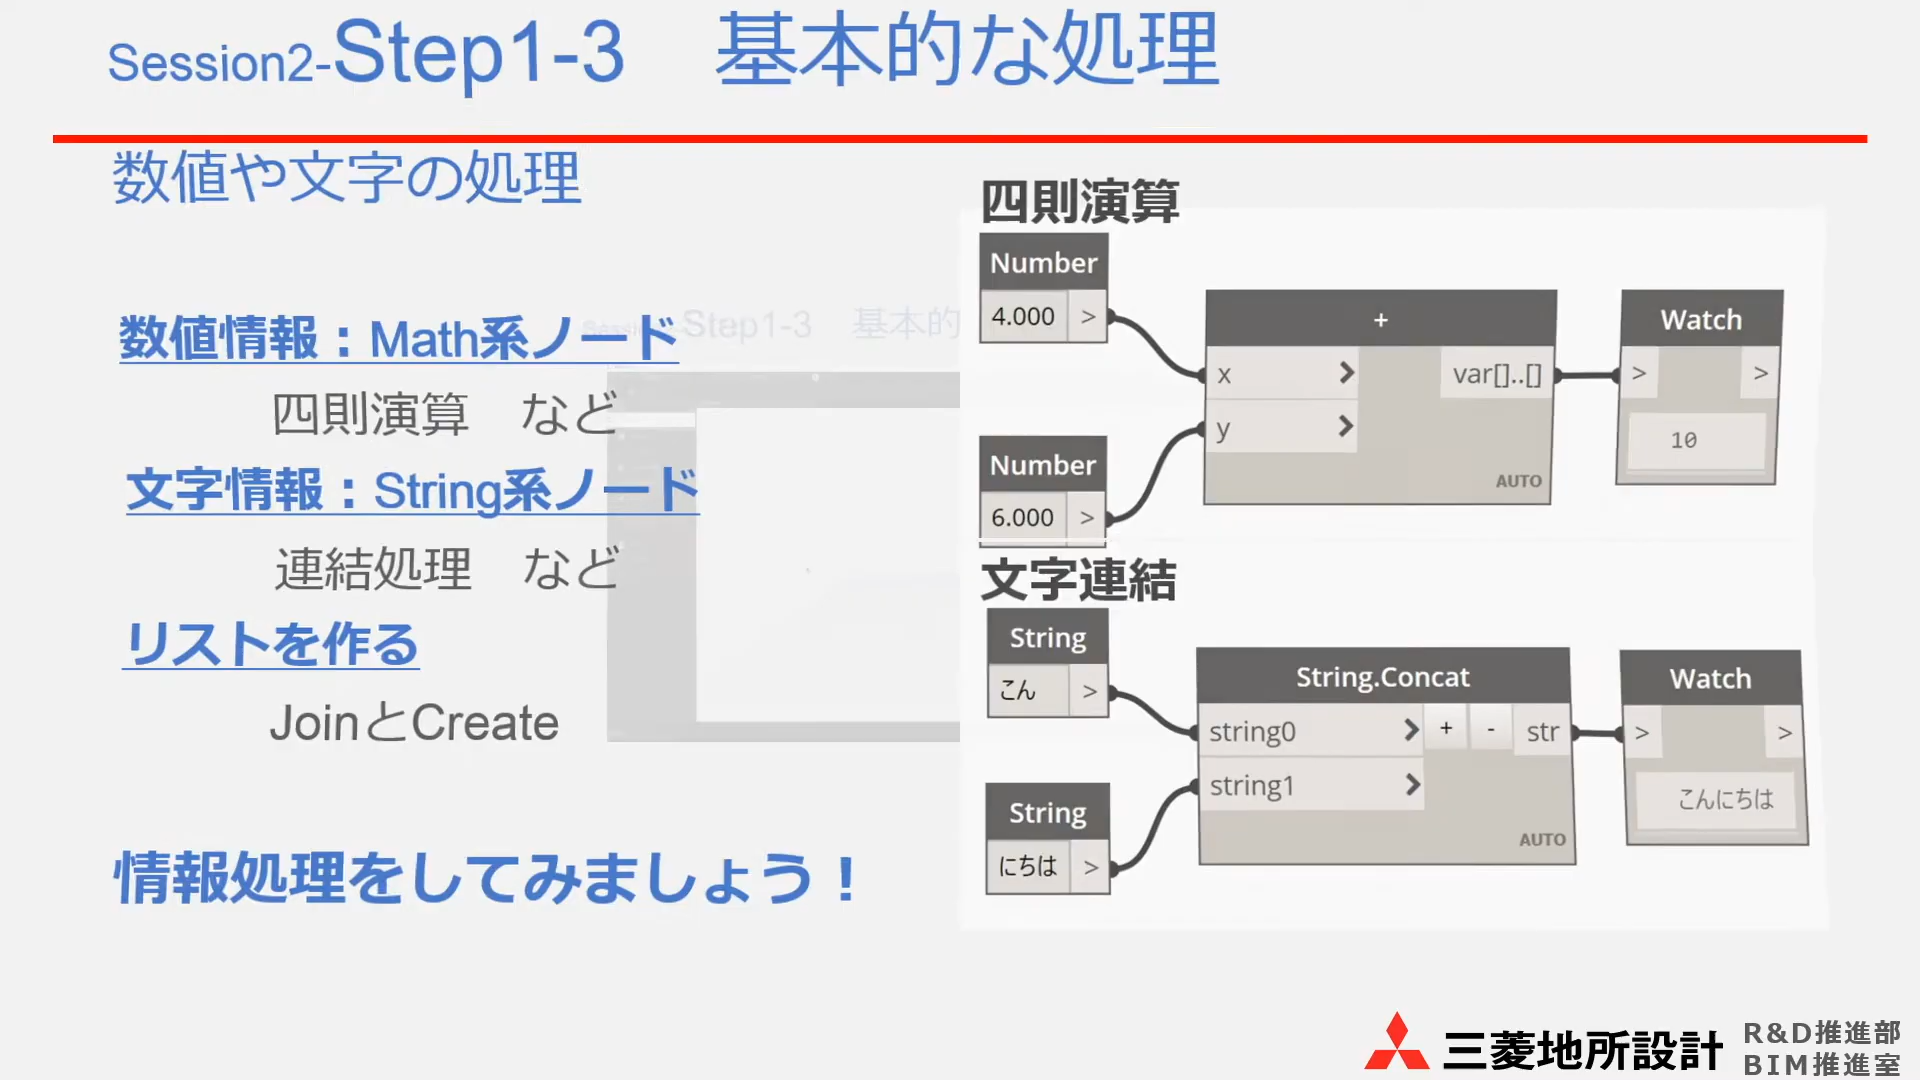 Session2-Step1-3　基本的な処理
数値や文字の処理
数値情報：Math系ノード
四則演算　など
文字情報：String系ノード
連結処理　など
リストを作る
JoinとCreate
情報処理をしてみましょう！
Step1-3　基本的
四則演算
Number
4.000 >
Number
6.000 >
+
x > var[]..[]
y >
AUTO
Watch
> >
10
文字連結
String
こん >
String
にちは >
String.Concat
string0 > + - str
string1 >
AUTO
Watch
> >
こんにちは
三菱地所設計
R&D推進部
BIM推進室